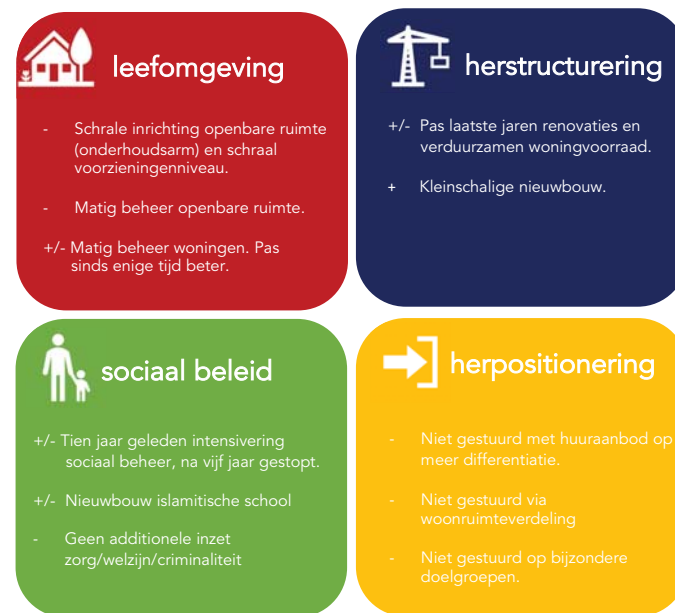 leefomgeving
- Schrale inrichting openbare ruimte
(onderhoudsarm) en schraal
voorzieningenniveau.
- Matig beheer openbare ruimte.
+/- Matig beheer woningen. Pas
sinds enige tijd beter.
herstructurering
+/- Pas laatste jaren renovaties en
verduurzamen woningvoorraad.
+ Kleinschalige nieuwbouw.
sociaal beleid
+/- Tien jaar geleden intensivering
sociaal beheer, na vijf jaar gestopt.
+/- Nieuwbouw islamitische school
- Geen additionele inzet
zorg/welzijn/criminaliteit
herpositionering
- Niet gestuurd met huuraanbod op
meer differentiatie.
- Niet gestuurd via
woonruimteverdeling
- Niet gestuurd op bijzondere
doelgroepen.